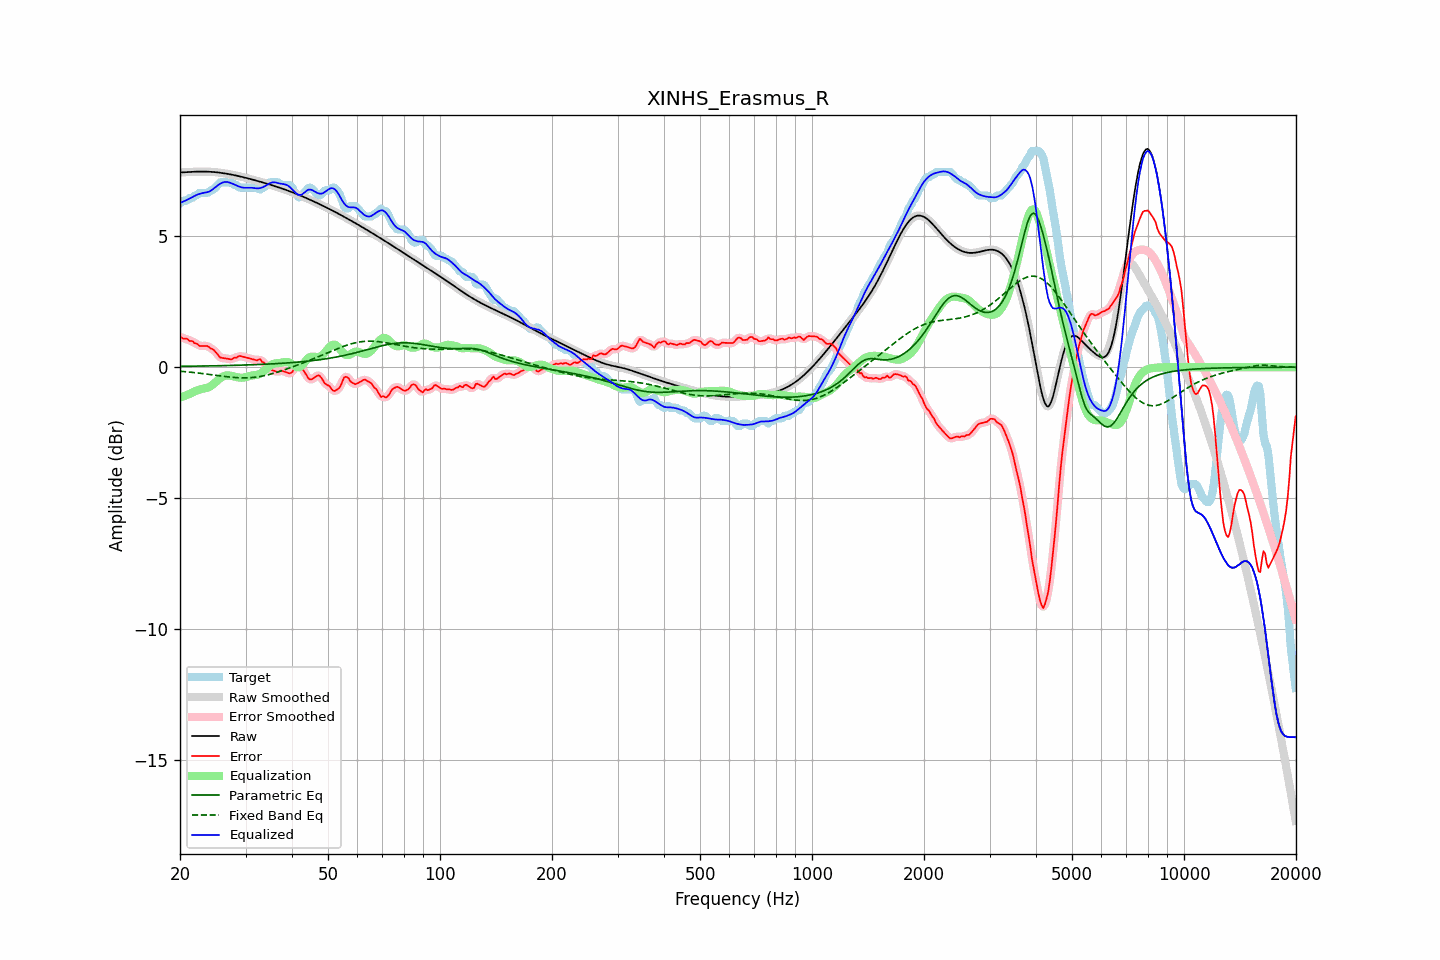 XINHS_Erasmus_R
Amplitude (dBr)
5
0
−5
−10
−15
Target
Raw Smoothed
Error Smoothed
Raw
Error
Equalization
Parametric Eq
Fixed Band Eq
Equalized
20 50 100 200 500 1000 2000 5000 10000 20000
Frequency (Hz)